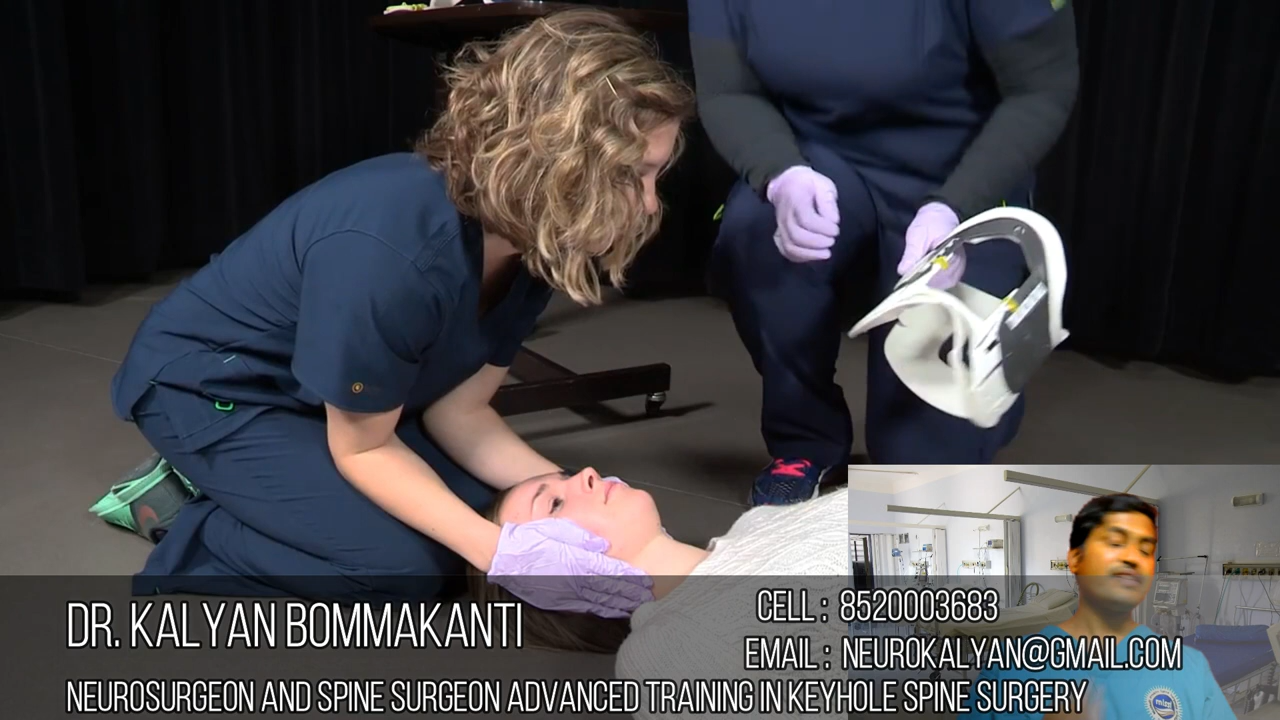 DR. KALYAN BOMMAKANTI
CELL : 8520003683
EMAIL : NEUROKALYAN@GMAIL.COM
NEUROSURGEON AND SPINE SURGEON ADVANCED TRAINING IN KEYHOLE SPINE SURGERY